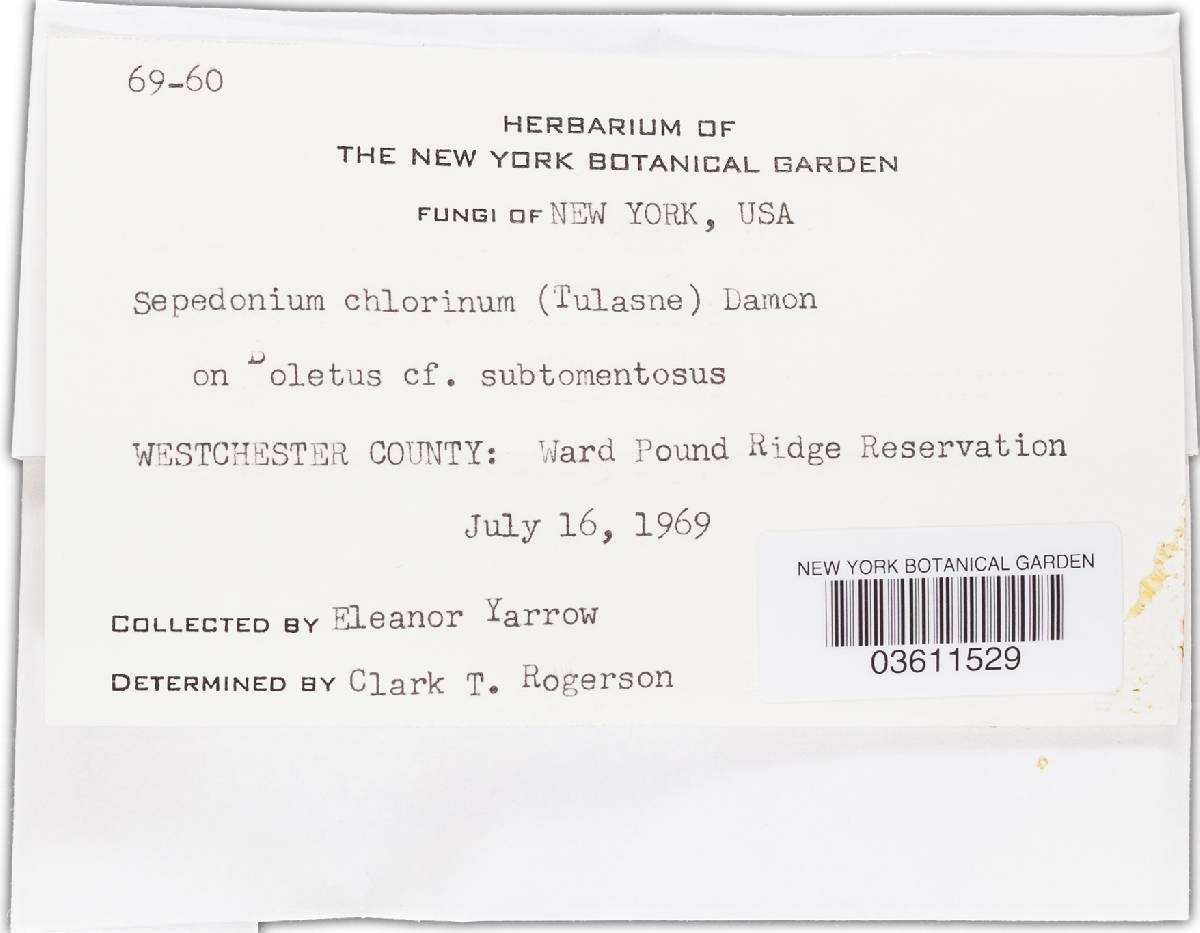 69-60
HERBARIUM OF
THE NEW YORK BOTANICAL GARDEN
FUNGI OF NEW YORK, USA
Sepedonium chlorinum (Tulasne) Damon
on Boletus cf. subtomentosus
WESTCHESTER COUNTY: Ward Pound Ridge Reservation
July 16, 1969
NEW YORK BOTANICAL GARDEN
03611529
COLLECTED BY Eleanor Yarrow
DETERMINED BY Clark T. Rogerson